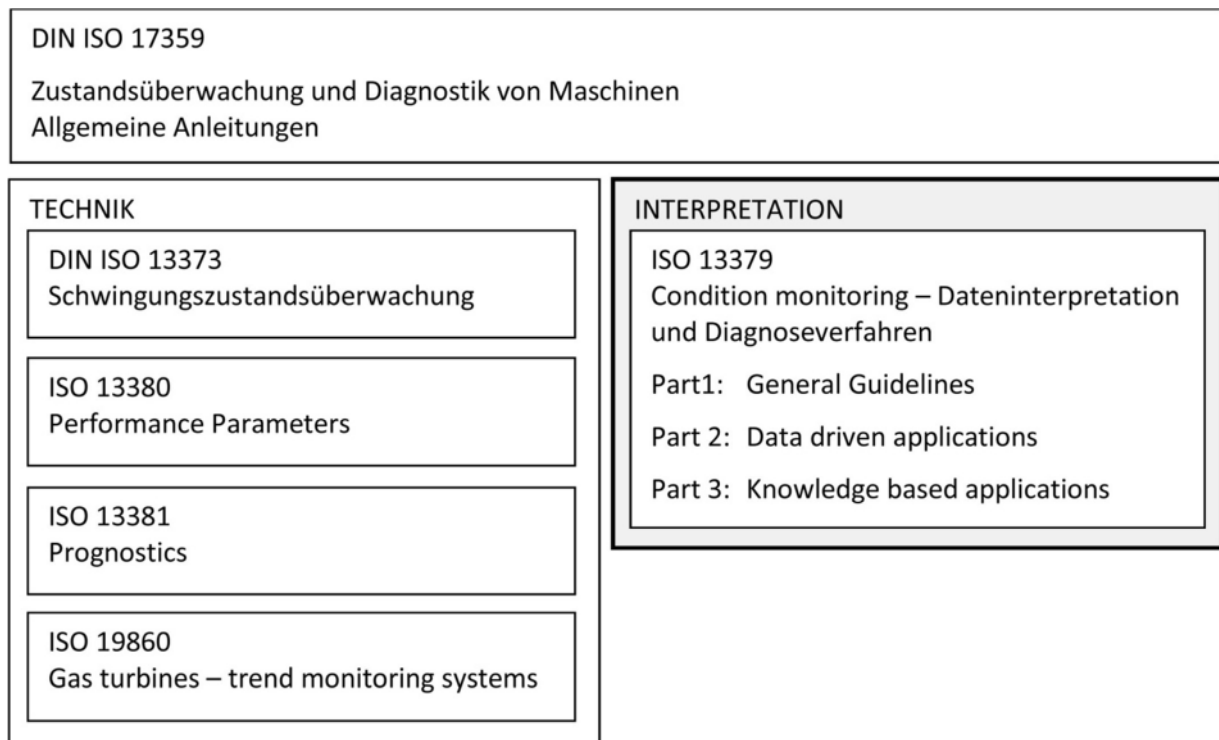 DIN ISO 17359
Zustandsüberwachung und Diagnostik von Maschinen
Allgemeine Anleitungen
TECHNIK
DIN ISO 13373
Schwingungszustandsüberwachung
ISO 13380
Performance Parameters
ISO 13381
Prognostics
ISO 19860
Gas turbines – trend monitoring systems
INTERPRETATION
ISO 13379
Condition monitoring – Dateninterpretation
und Diagnoseverfahren
Part1: General Guidelines
Part 2: Data driven applications
Part 3: Knowledge based applications